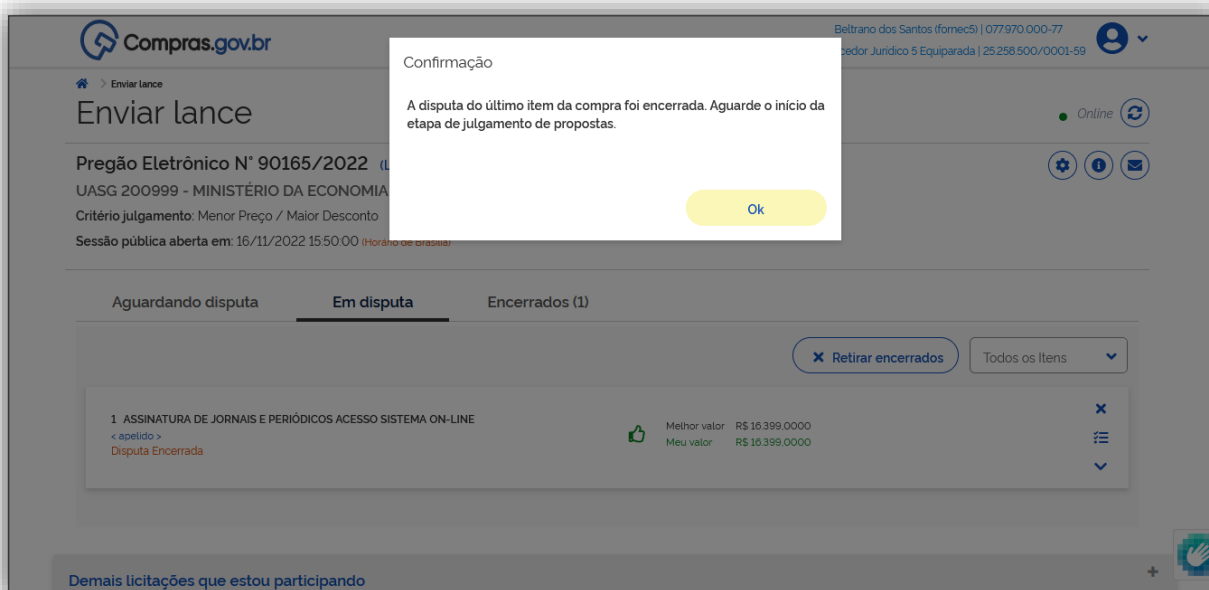 Compras.gov.br
Beltrano dos Santos (fornec5) | 077.970.000-77
cedor Jurídico 5 Equiparada | 25.258.500/0001-59
Confirmação
A disputa do último item da compra foi encerrada. Aguarde o início da
etapa de julgamento de propostas.
Ok
> Enviar lance
Enviar lance
Online
Pregão Eletrônico N° 90165/2022 (L
UASG 200999 - MINISTÉRIO DA ECONOMIA
Critério julgamento: Menor Preço / Maior Desconto
Sessão pública aberta em: 16/11/2022 15:50:00 (Horário de Brasília)
Aguardando disputa Em disputa Encerrados (1)
Retirar encerrados Todos os Itens
1 ASSINATURA DE JORNAIS E PERIÓDICOS ACESSO SISTEMA ON-LINE
< apelido >
Disputa Encerrada
Melhor valor R$ 16.399,0000
Meu valor R$ 16.399,0000
Demais licitações que estou participando